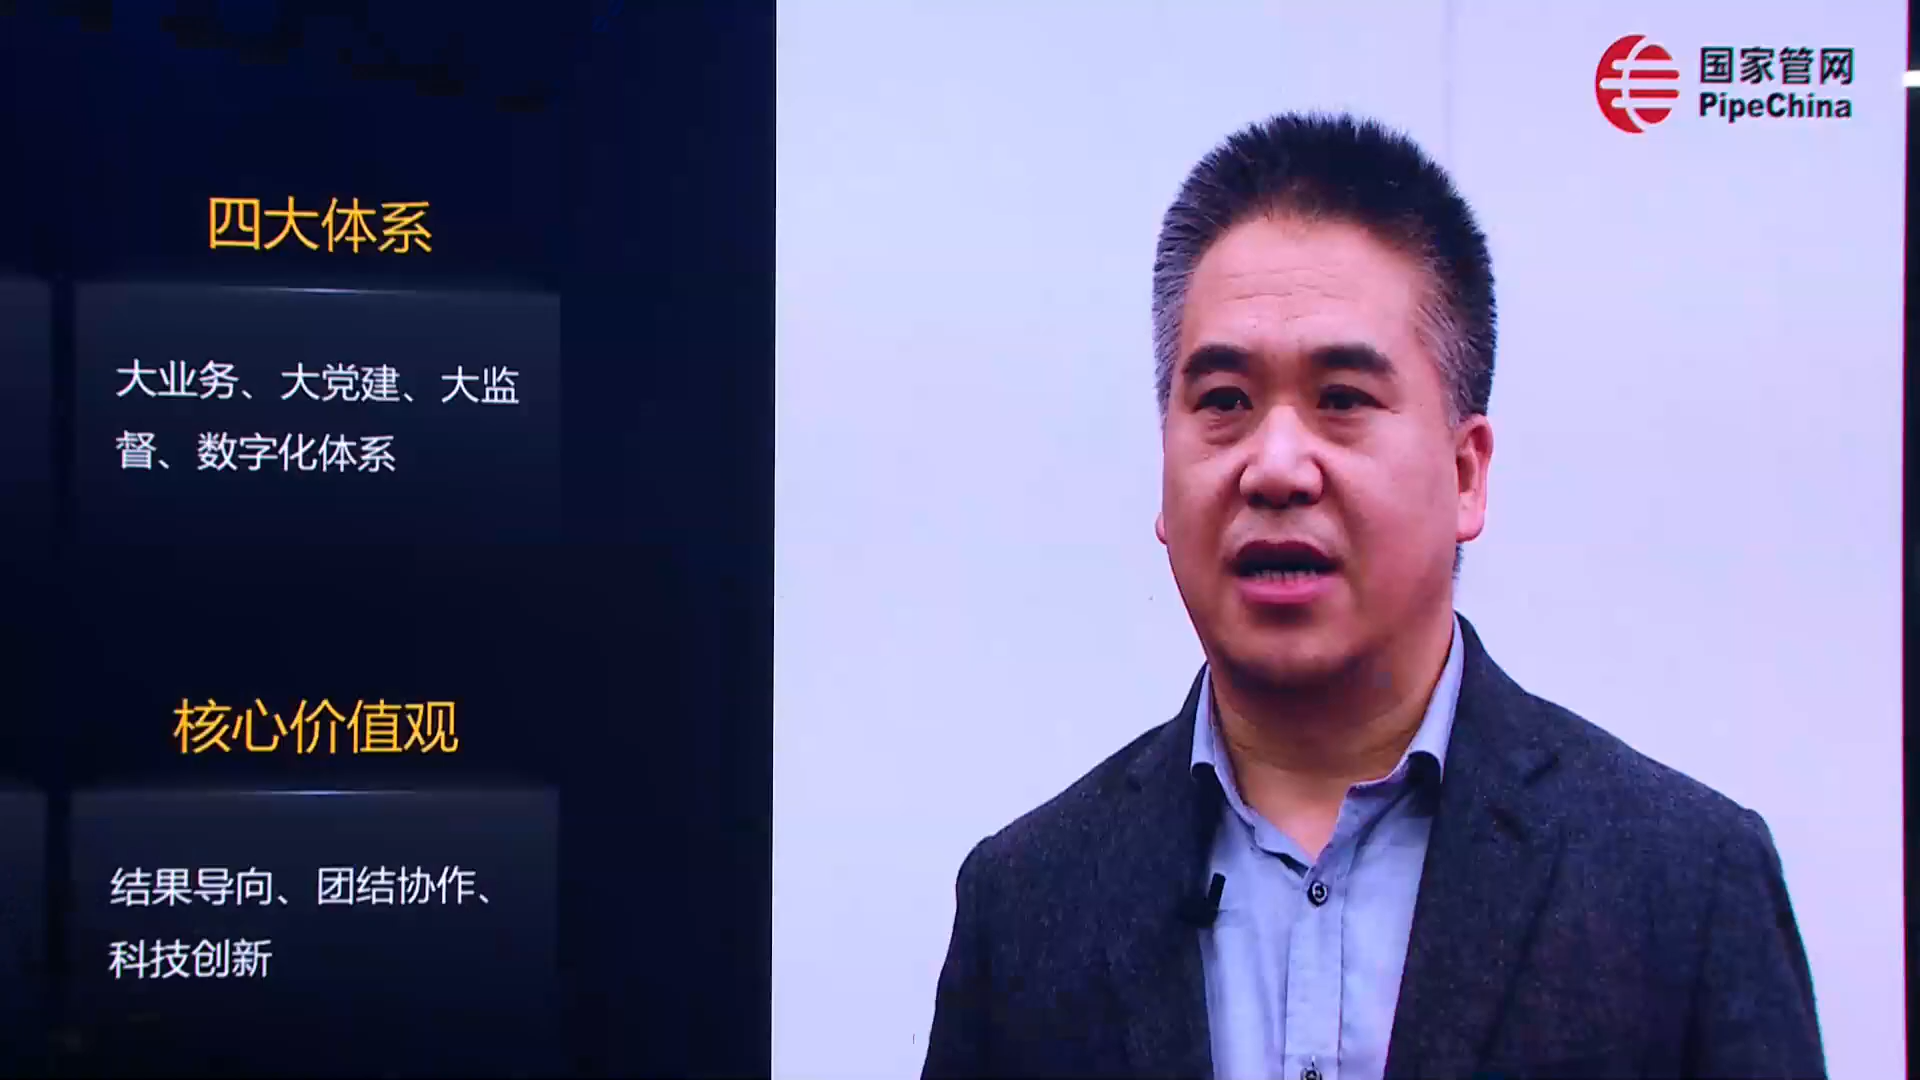 国家管网
PipeChina
四大体系
大业务、大党建、大监
督、数字化体系
核心价值观
结果导向、团结协作、
科技创新